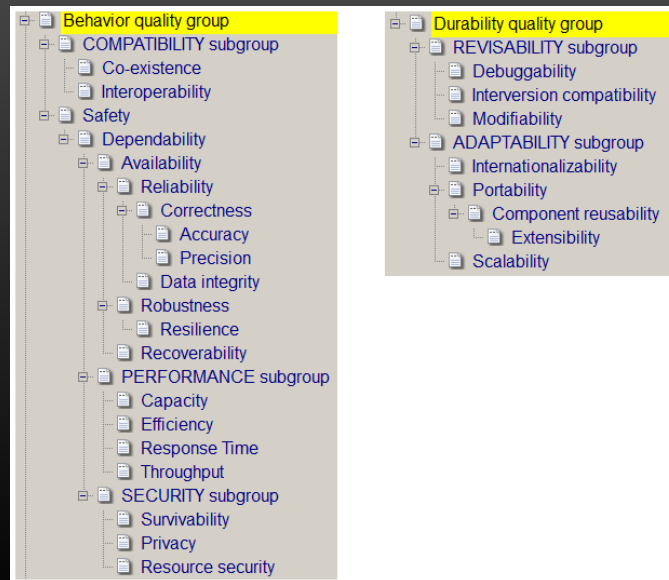 Behavior quality group
COMPATIBILITY subgroup
Co-existence
Interoperability
Safety
Dependability
Availability
Reliability
Correctness
Accuracy
Precision
Data integrity
Robustness
Resilience
Recoverability
PERFORMANCE subgroup
Capacity
Efficiency
Response Time
Throughput
SECURITY subgroup
Survivability
Privacy
Resource security
Durability quality group
REVISABILITY subgroup
Debuggability
Interversion compatibility
Modifiability
ADAPTABILITY subgroup
Internationalizability
Portability
Component reusability
Extensibility
Scalability